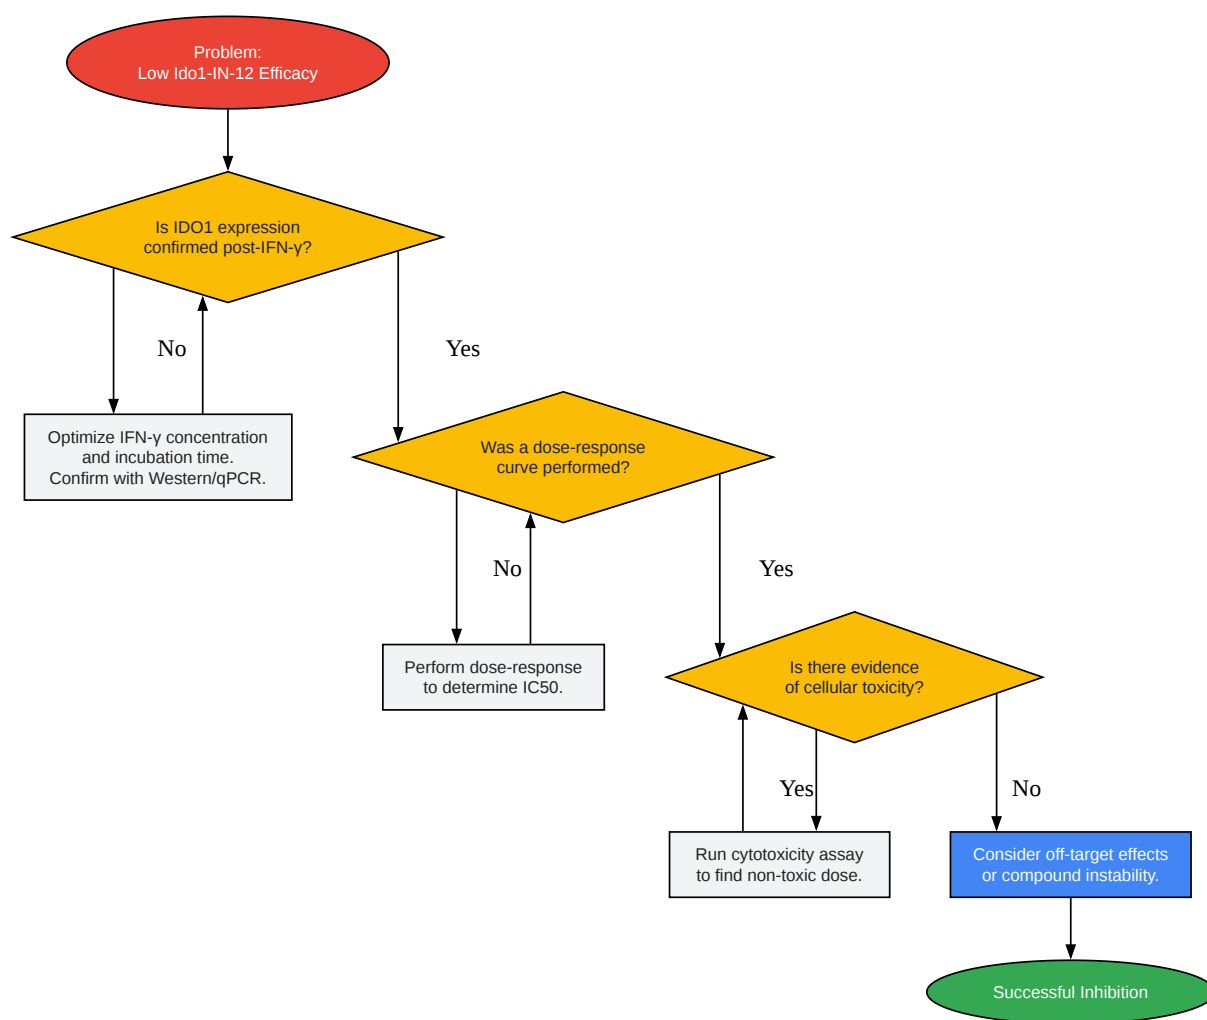 Problem:
Low Ido1-IN-12 Efficacy
Is IDO1 expression
confirmed post-IFN-γ?
No
Yes
Optimize IFN-γ concentration
and incubation time.
Confirm with Western/qPCR.
Was a dose-response
curve performed?
No
Yes
Perform dose-response
to determine IC50.
Is there evidence
of cellular toxicity?
Yes
No
Run cytotoxicity assay
to find non-toxic dose.
Consider off-target effects
or compound instability.
Successful Inhibition